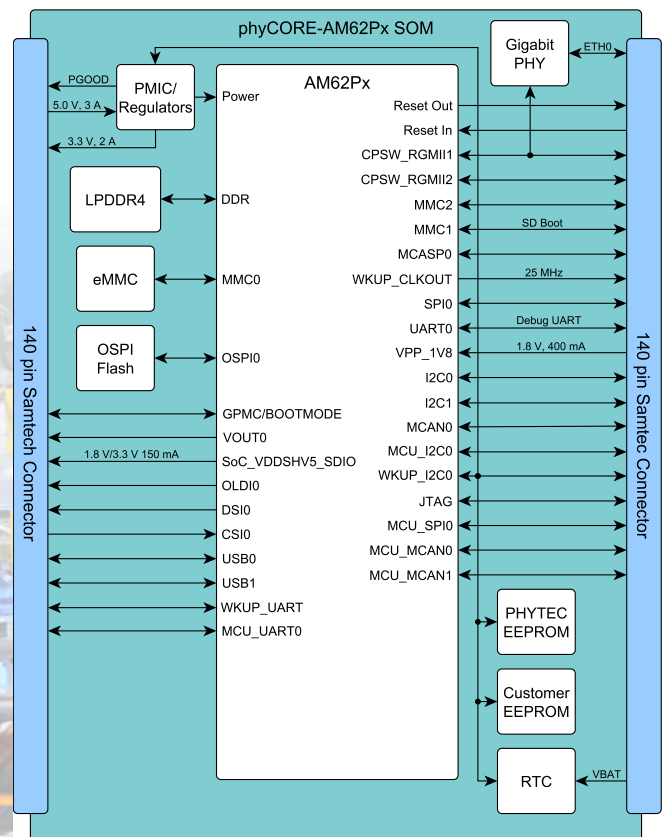 phyCORE-AM62Px SOM
Gigabit
PHY
ETH0
PGOOD
5.0 V, 3 A
3.3 V, 2 A
PMIC/
Regulators
AM62Px
Power
LPDDR4
DDR
eMMC
MMC0
OSPI
Flash
OSPI0
GPMC/BOOTMODE
VOUT0
1.8 V/3.3 V 150 mA
SoC_VDDSHV5_SDIO
OLDI0
DSI0
CSI0
USB0
USB1
WKUP_UART
MCU_UART0
140 pin Samtech Connector
Reset Out
Reset In
CPSW_RGMII1
CPSW_RGMII2
MMC2
MMC1
SD Boot
MCASP0
WKUP_CLKOUT
25 MHz
SPI0
UART0
Debug UART
VPP_1V8
1.8 V, 400 mA
I2C0
I2C1
MCAN0
MCU_I2C0
WKUP_I2C0
JTAG
MCU_SPI0
MCU_MCAN0
MCU_MCAN1
140 pin Samtec Connector
PHYTEC
EEPROM
Customer
EEPROM
RTC
VBAT